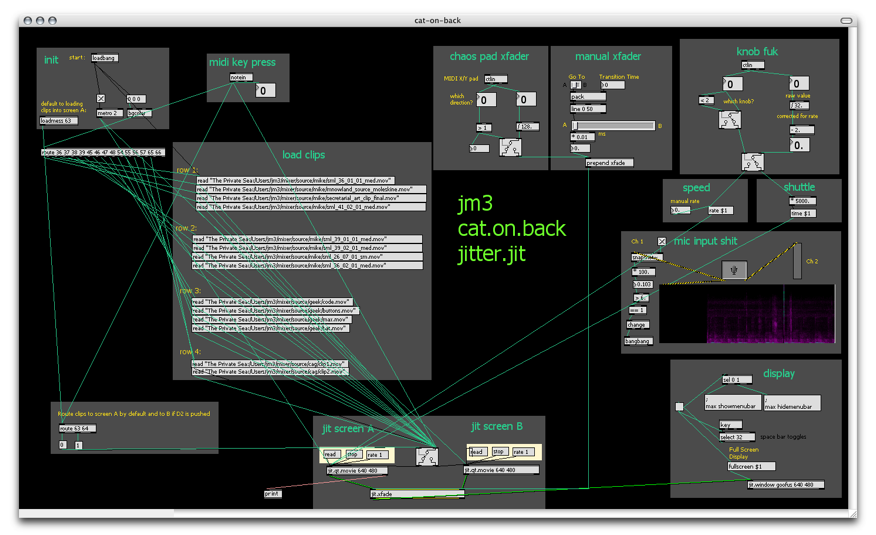 cat-on-back
init
start
loadbang
0 0 0
default to loading
clips into screen A:
metro 2
bgcolor
loadmess 63
midi key press
notein
0
chaos pad xfader
MIDI X/Y pad
ctlin
which
direction?
0
0
> 1
/ 128.
0
manual xfader
Go To
Transition Time
A
B
0
pack
line 0 50
A
B
* 0.01
ms
0.
prepend xfade
knob fuk
ctlin
0
0
raw value
< 2
which knob?
/ 32.
corrected for rate
- 2.
0.
route 36 37 38 39 45 46 47 48 54 55 56 57 65 66
load clips
row 1:
read "The Private Sea:/Users/jm3/mixer/source/mike/sml_36_01_01_med.mov"
read "The Private Sea:/Users/jm3/mixer/source/mike/mnowland_source_moleskine.mov"
read "The Private Sea:/Users/jm3/mixer/source/mike/secretarial_art_clip_final.mov"
read "The Private Sea:/Users/jm3/mixer/source/mike/sml_41_02_01_med.mov"
row 2:
read "The Private Sea:/Users/jm3/mixer/source/mike/sml_39_01_01_med.mov"
read "The Private Sea:/Users/jm3/mixer/source/mike/sml_39_02_01_med.mov"
read "The Private Sea:/Users/jm3/mixer/source/mike/sml_26_07_01_sm.mov"
read "The Private Sea:/Users/jm3/mixer/source/mike/sml_36_02_01_med.mov"
row 3:
read "The Private Sea:/Users/jm3/mixer/source/geek/code.mov"
read "The Private Sea:/Users/jm3/mixer/source/geek/buttons.mov"
read "The Private Sea:/Users/jm3/mixer/source/geek/max.mov"
read "The Private Sea:/Users/jm3/mixer/source/geek/hat.mov"
row 4:
read "The Private Sea:/Users/jm3/mixer/source/cag/clip1.mov"
read "The Private Sea:/Users/jm3/mixer/source/cag/clip2.mov"
jm3
cat.on.back
jitter.jit
speed
manual rate
0.
rate $1
shuttle
* 5000.
time $1
mic input shit
Ch 1
Ch 2
* 100.
0.103
== 1
change
bangbang
display
sel 0 1
;
max showmenubar
;
max hidemenubar
key
select 32
space bar toggles
Full Screen
Display
fullscreen $1
jit.window goofus 640 480
Route clips to screen A by default and to B if D2 is pushed
route 63 64
0
1
jit screen A
read
stop
rate 1
jit.qt.movie 640 480
jit screen B
read
stop
rate 1
jit.qt.movie 640 480
print
jit.xfade